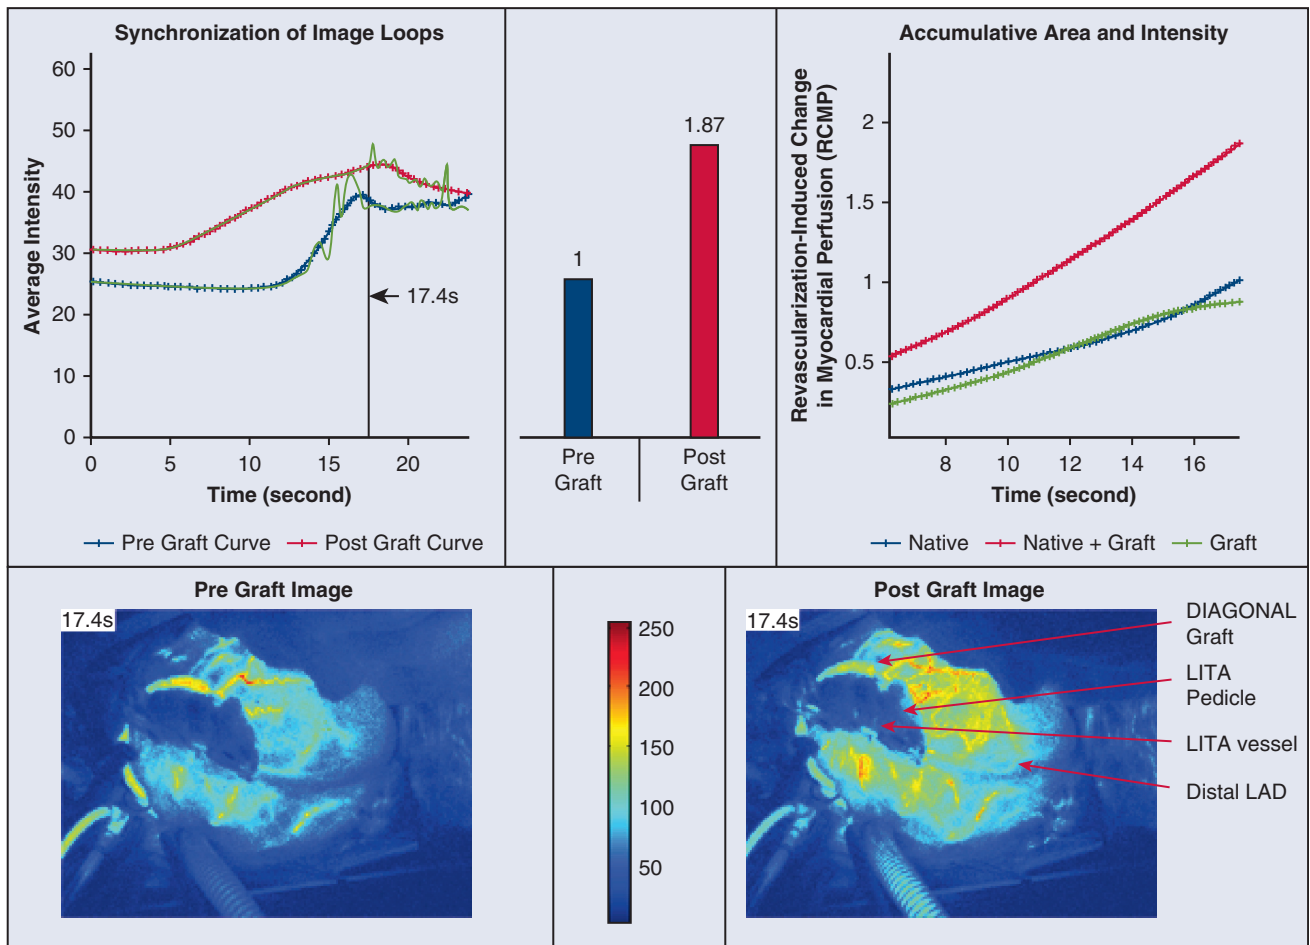 Synchronization of Image Loops
Average Intensity
60
50
40
30
20
10
0
0 5 10 15 20
17.4s
Time (second)
Pre Graft Curve Post Graft Curve
1
1.87
Pre
Graft
Post
Graft
Accumulative Area and Intensity
Revascularization-Induced Change
in Myocardial Perfusion (RCMP)
2
1.5
1
0.5
8 10 12 14 16
Time (second)
Native Native + Graft Graft
Pre Graft Image
17.4s
250
200
150
100
50
Post Graft Image
17.4s
DIAGONAL
Graft
LITA
Pedicle
LITA vessel
Distal LAD